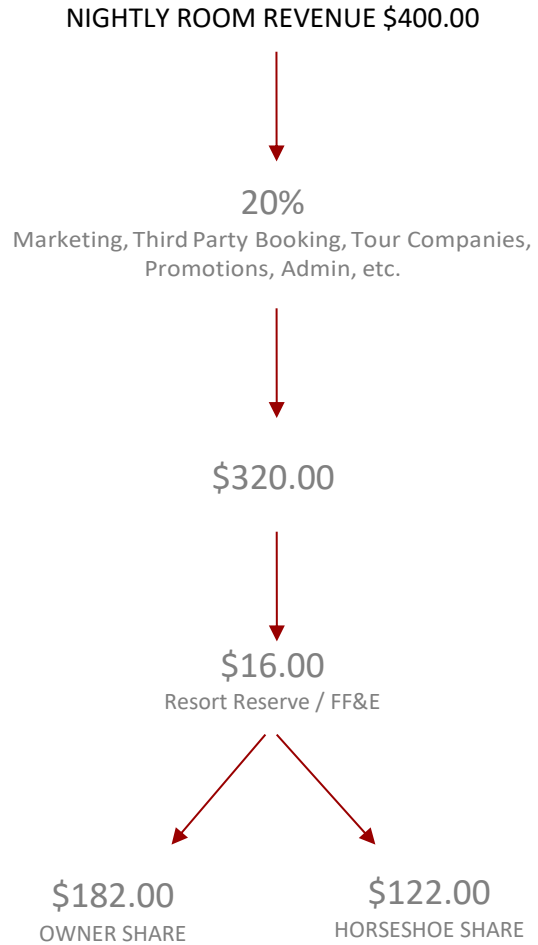 NIGHTLY ROOM REVENUE $400.00
20%
Marketing, Third Party Booking, Tour Companies,
Promotions, Admin, etc.
$320.00
$16.00
Resort Reserve / FF&E
$182.00
OWNER SHARE
$122.00
HORSESHOE SHARE